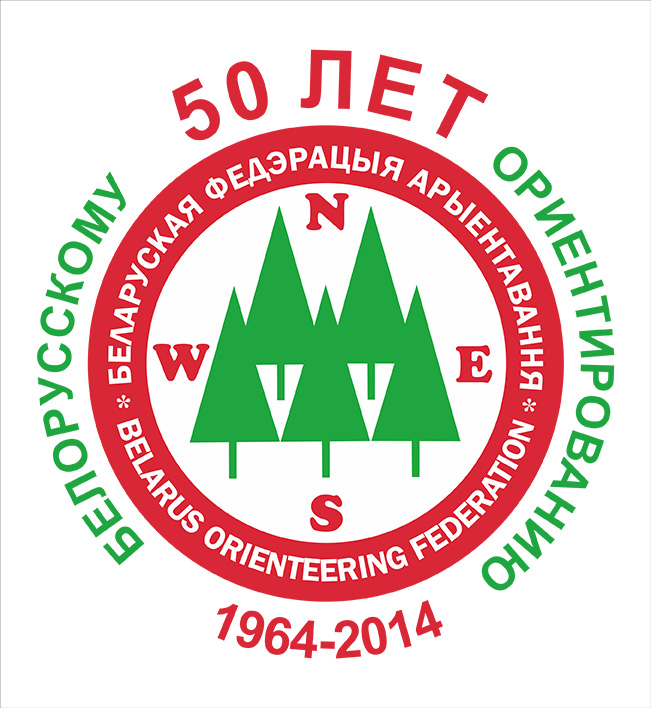 50 ЛЕТ
БЕЛОРУССКОМУ
ОРИЕНТИРОВАНИЮ
БЕЛАРУСКАЯ ФЕДЭРАЦЫЯ АРЫЕНТАВАННЯ
* BELARUS ORIENTEERING FEDERATION *
N
W
E
S
1964-2014